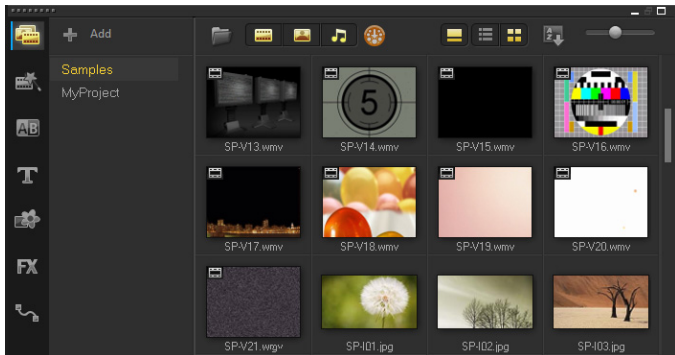 Add
Samples
MyProject
AB
T
FX
A
Z
5
SP-V13.wmv
SP-V14.wmv
SP-V15.wmv
SP-V16.wmv
SP-V17.wmv
SP-V18.wmv
SP-V19.wmv
SP-V20.wmv
SP-V21.wmv
SP-I01.jpg
SP-I02.jpg
SP-I03.jpg